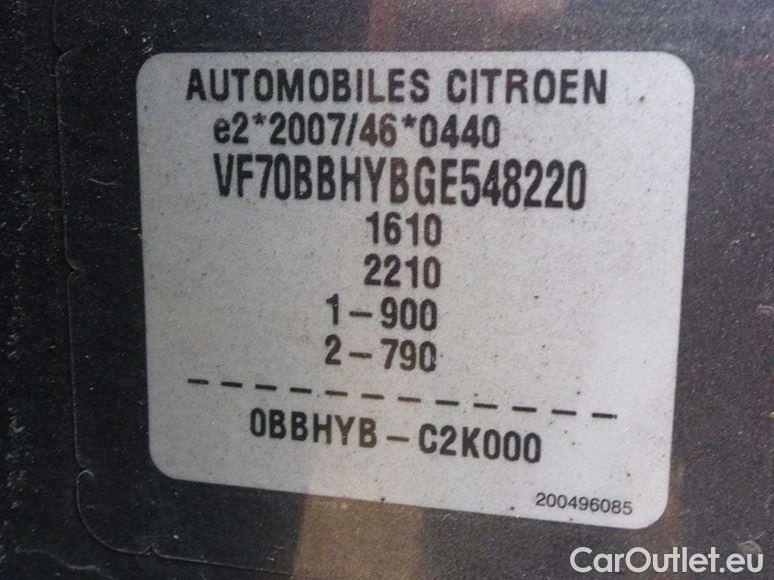 AUTOMOBILES CITROEN
e2*2007/46*0440
VF70BBHYBGE548220
1610
2210
1-900
2-790
0BBHYB-C2K000
200496085
CarOutlet.eu